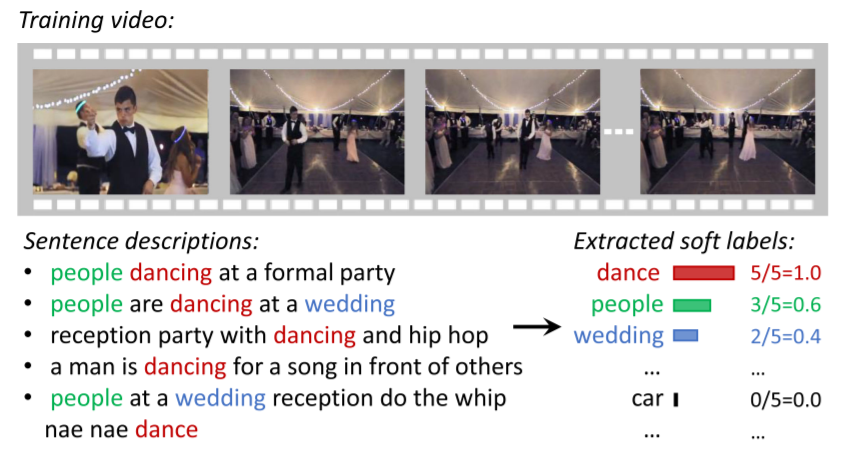 Training video:
Sentence descriptions:
• people dancing at a formal party
• people are dancing at a wedding
• reception party with dancing and hip hop
• a man is dancing for a song in front of others
• people at a wedding reception do the whip
nae nae dance
Extracted soft labels:
dance 5/5=1.0
people 3/5=0.6
wedding 2/5=0.4
... ...
car 0/5=0.0
... ...